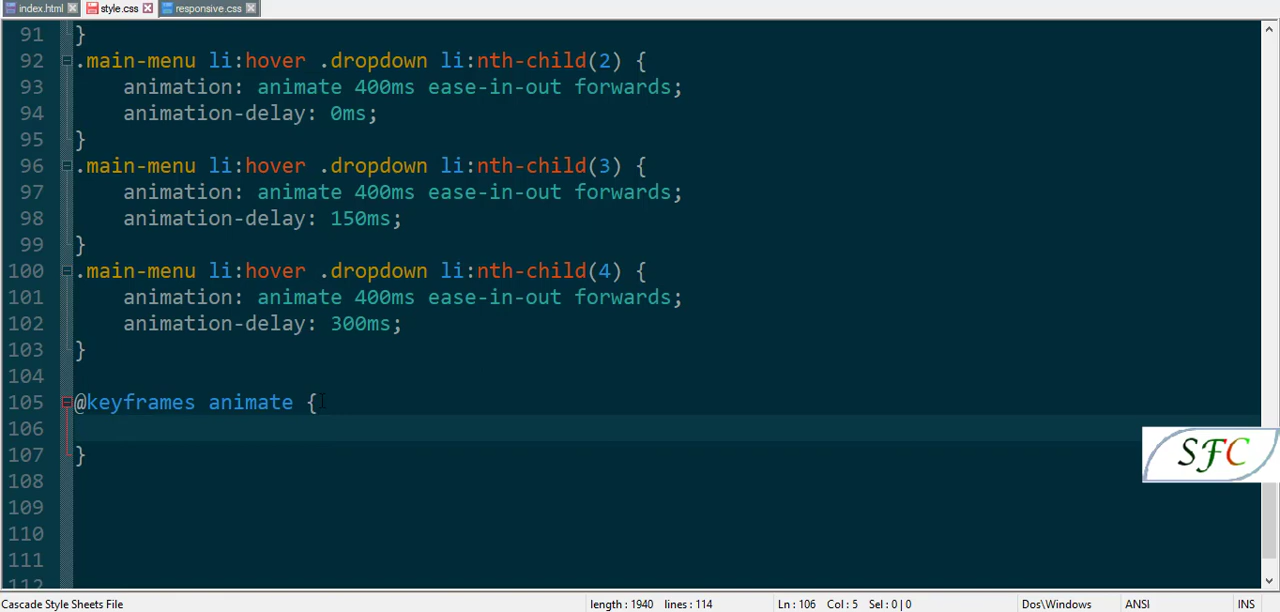 index.html style.css responsive.css
91 }
92 .main-menu li:hover .dropdown li:nth-child(2) {
93 animation: animate 400ms ease-in-out forwards;
94 animation-delay: 0ms;
95 }
96 .main-menu li:hover .dropdown li:nth-child(3) {
97 animation: animate 400ms ease-in-out forwards;
98 animation-delay: 150ms;
99 }
100 .main-menu li:hover .dropdown li:nth-child(4) {
101 animation: animate 400ms ease-in-out forwards;
102 animation-delay: 300ms;
103 }
104
105 @keyframes animate {
106
107 }
108
109
110
111
112
SFC
Cascade Style Sheets File length : 1940 lines : 114 Ln : 106 Col : 5 Sel : 0 | 0 Dos\Windows ANSI INS